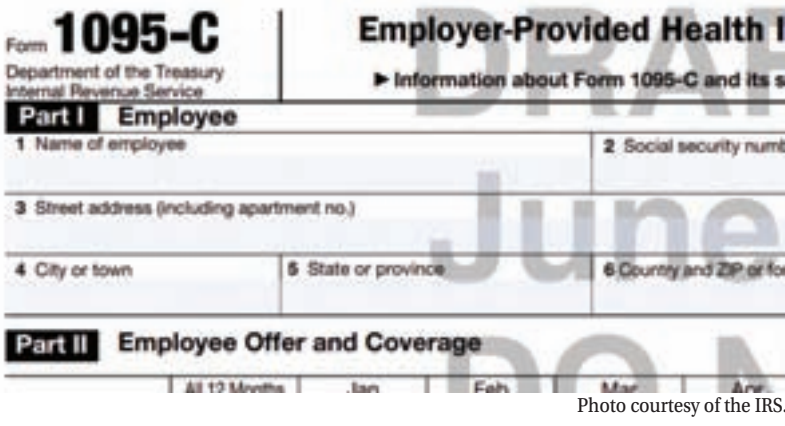 Form 1095-C
Employer-Provided Health I
Department of the Treasury
Internal Revenue Service
► Information about Form 1095-C and its s
DRAF
Part I Employee
1 Name of employee
2 Social security numb
3 Street address (including apartment no.)
June
4 City or town
5 State or province
6 Country and ZIP or for
Part II Employee Offer and Coverage
DO N
All 12 Months Jan Feb Mar Apr
Photo courtesy of the IRS.